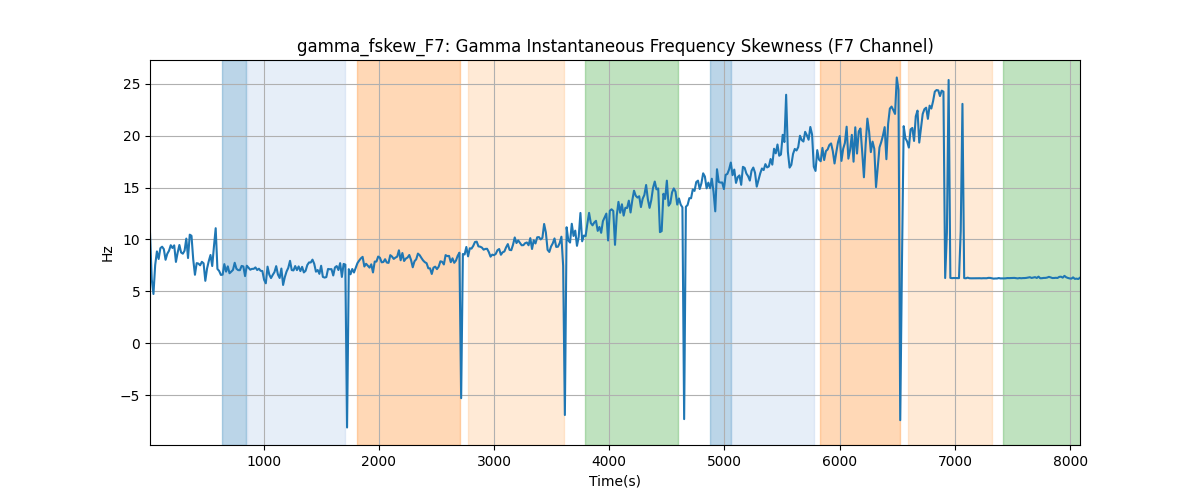 gamma_fskew_F7: Gamma Instantaneous Frequency Skewness (F7 Channel)
Hz
25
20
15
10
5
0
−5
1000 2000 3000 4000 5000 6000 7000 8000
Time(s)